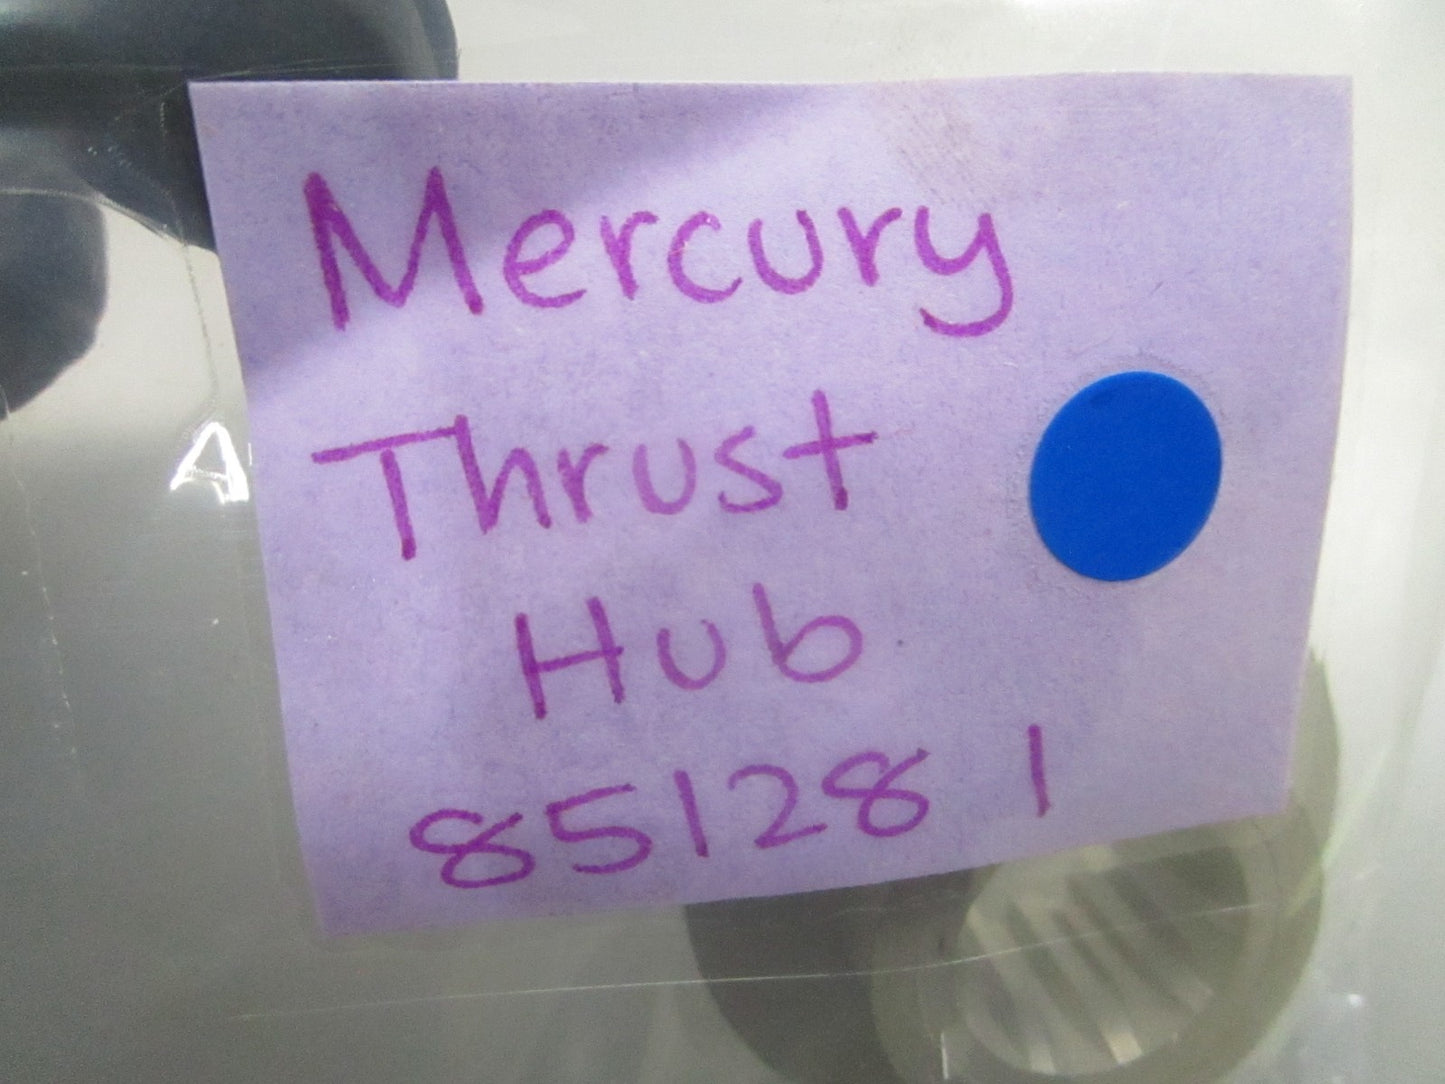 Mercury
Thrust
Hub
85128 1